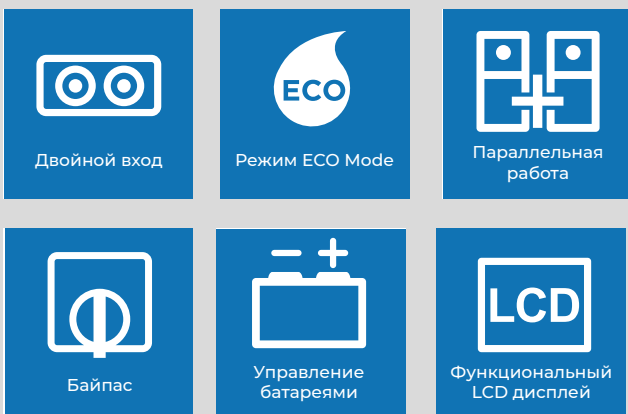 ECO
Двойной вход
Режим ECO Mode
Параллельная
работа
LCD
Байпас
Управление
батареями
Функциональный
LCD дисплей